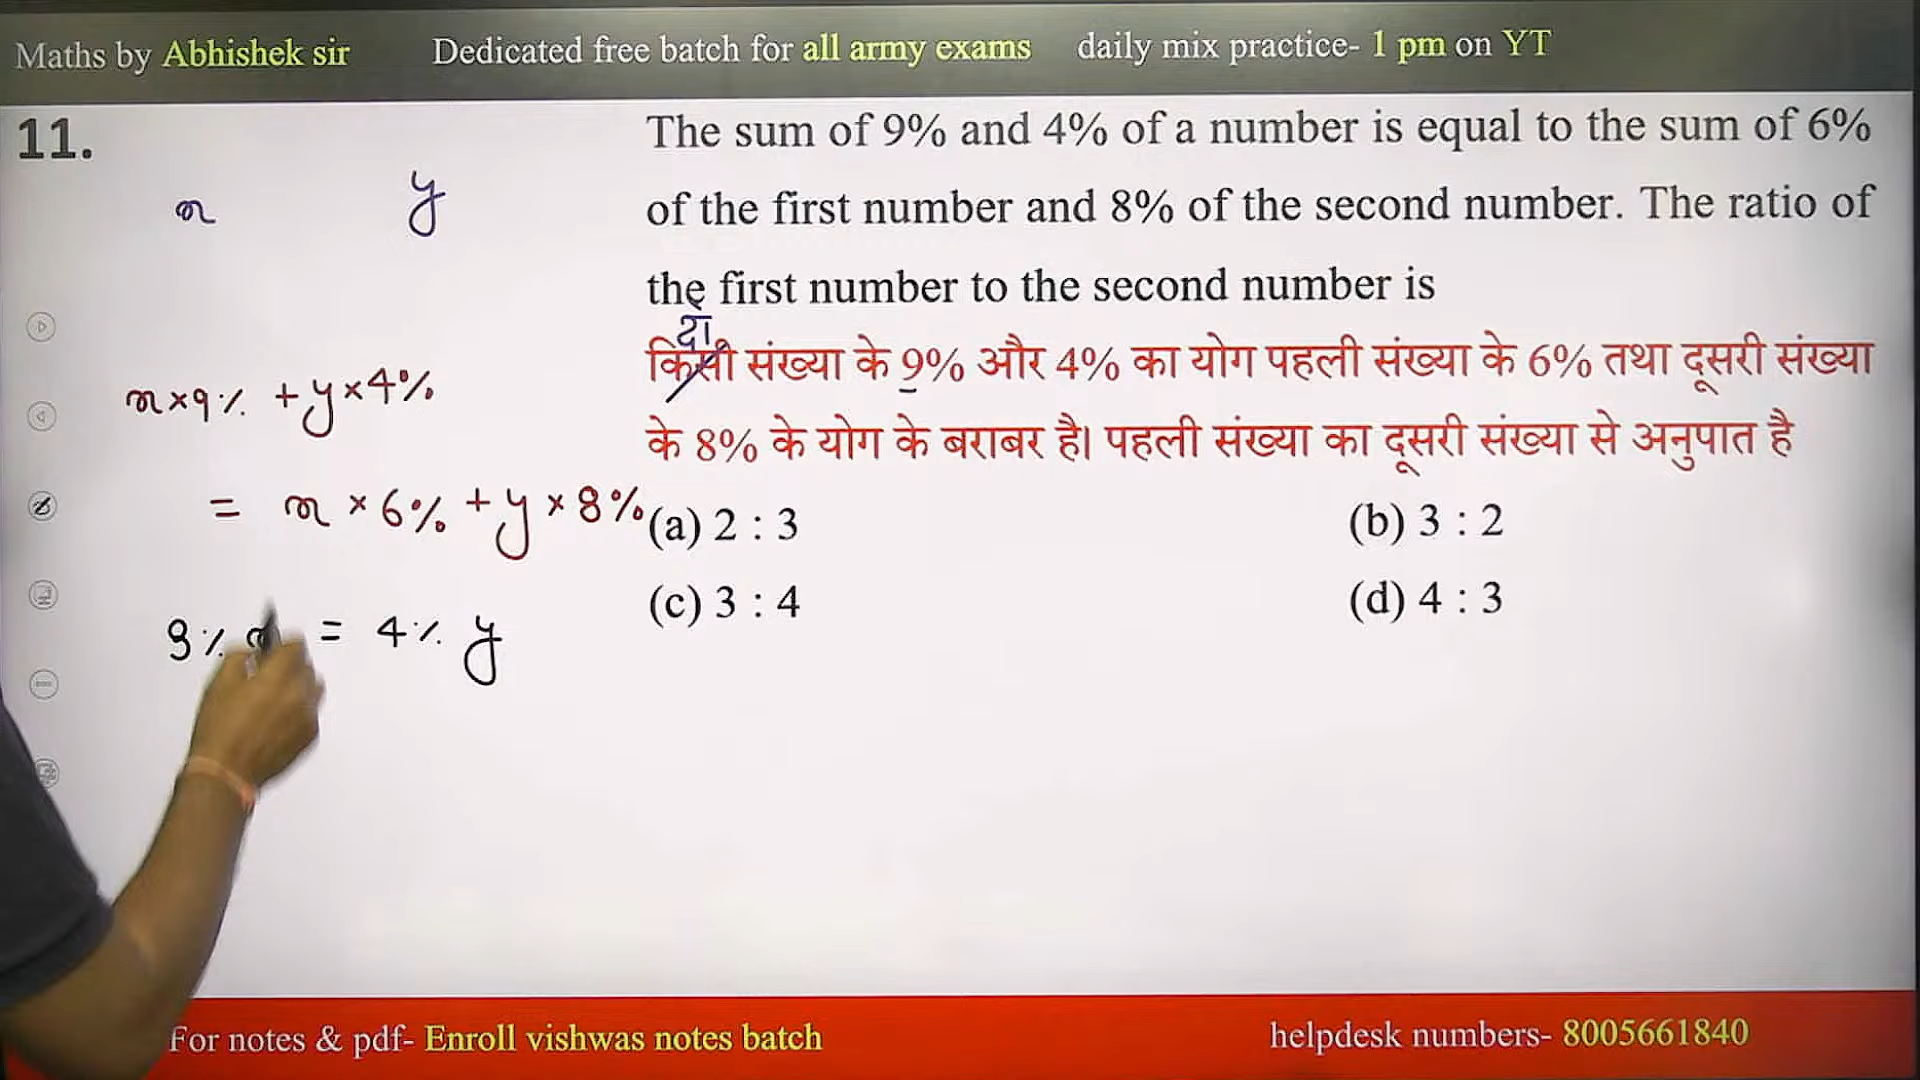 Maths by Abhishek sir Dedicated free batch for all army exams daily mix practice- 1 pm on YT
11.
The sum of 9% and 4% of a number is equal to the sum of 6%
of the first number and 8% of the second number. The ratio of
the first number to the second number is
दो
किसी संख्या के 9% और 4% का योग पहली संख्या के 6% तथा दूसरी संख्या
के 8% के योग के बराबर है। पहली संख्या का दूसरी संख्या से अनुपात है
(a) 2 : 3 (b) 3 : 2
(c) 3 : 4 (d) 4 : 3
x y
x × 9% + y × 4%
= x × 6% + y × 8%
3% x = 4% y
For notes & pdf- Enroll vishwas notes batch helpdesk numbers- 8005661840